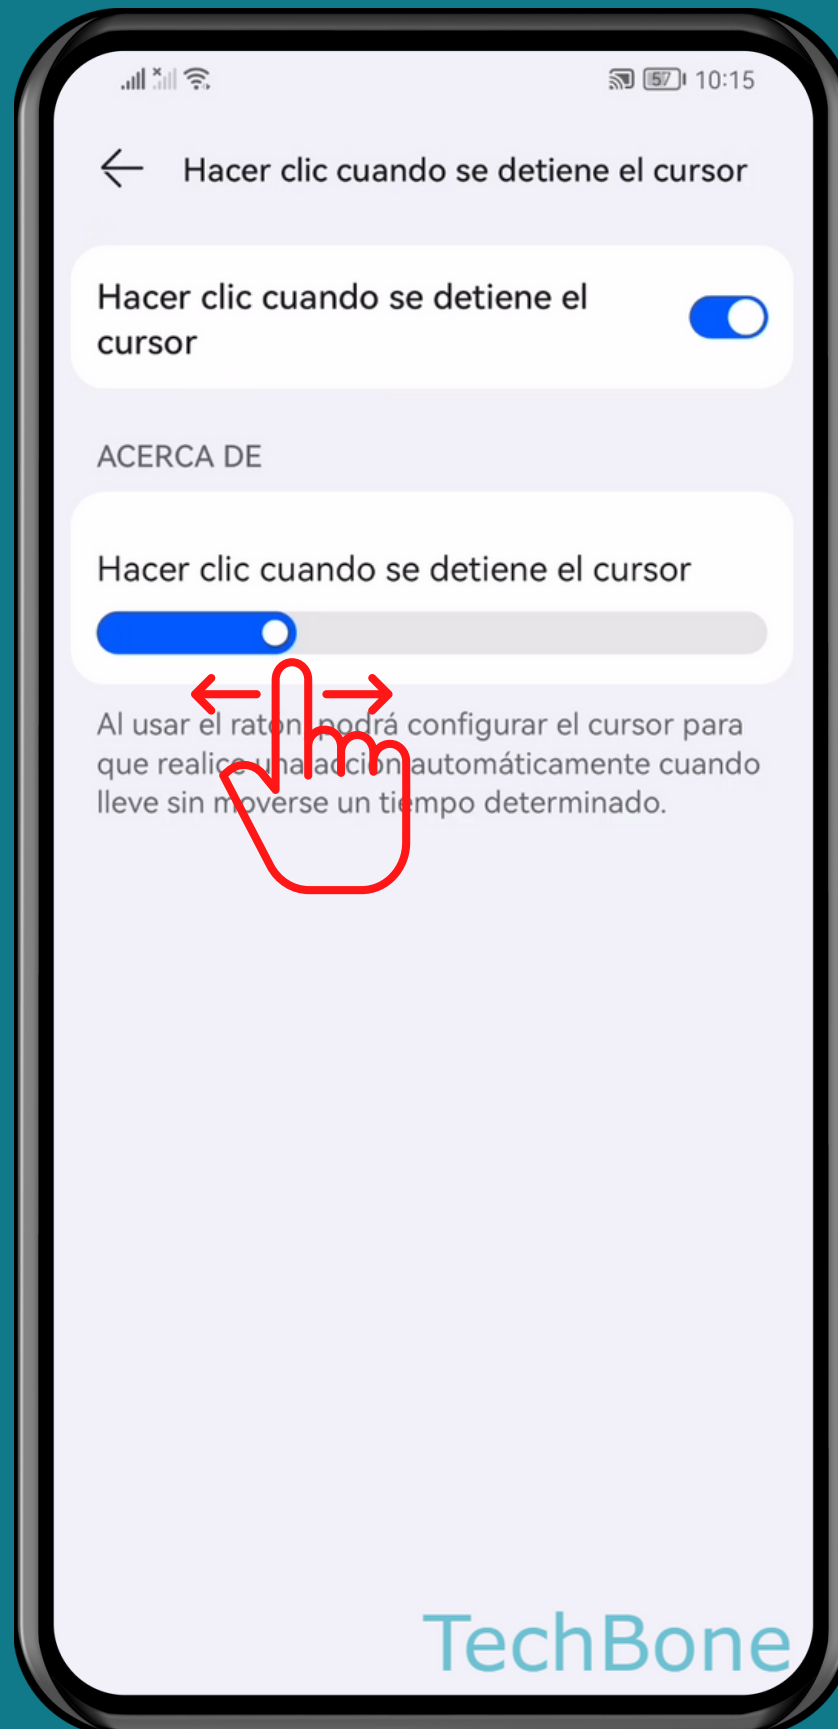 57 10:15
Hacer clic cuando se detiene el cursor
Hacer clic cuando se detiene el
cursor
ACERCA DE
Hacer clic cuando se detiene el cursor
Al usar el ratón, podrá configurar el cursor para
que realice una acción automáticamente cuando
lleve sin moverse un tiempo determinado.
TechBone